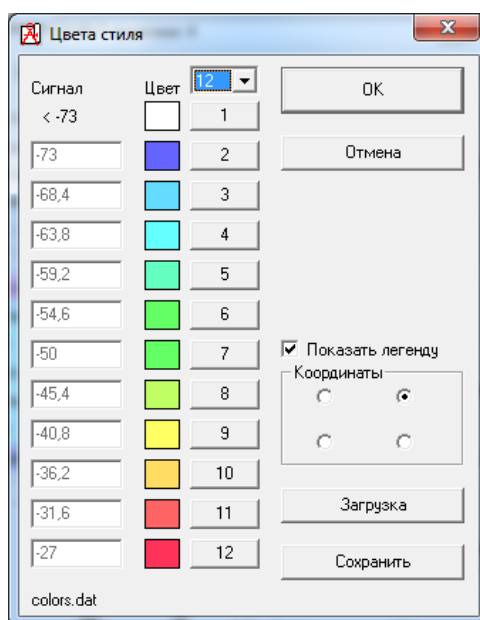 Цвета стиля
Сигнал Цвет 12
< -73 1
-73 2
-68,4 3
-63,8 4
-59,2 5
-54,6 6
-50 7
-45,4 8
-40,8 9
-36,2 10
-31,6 11
-27 12
colors.dat
OK
Отмена
Показать легенду
Координаты
Загрузка
Сохранить